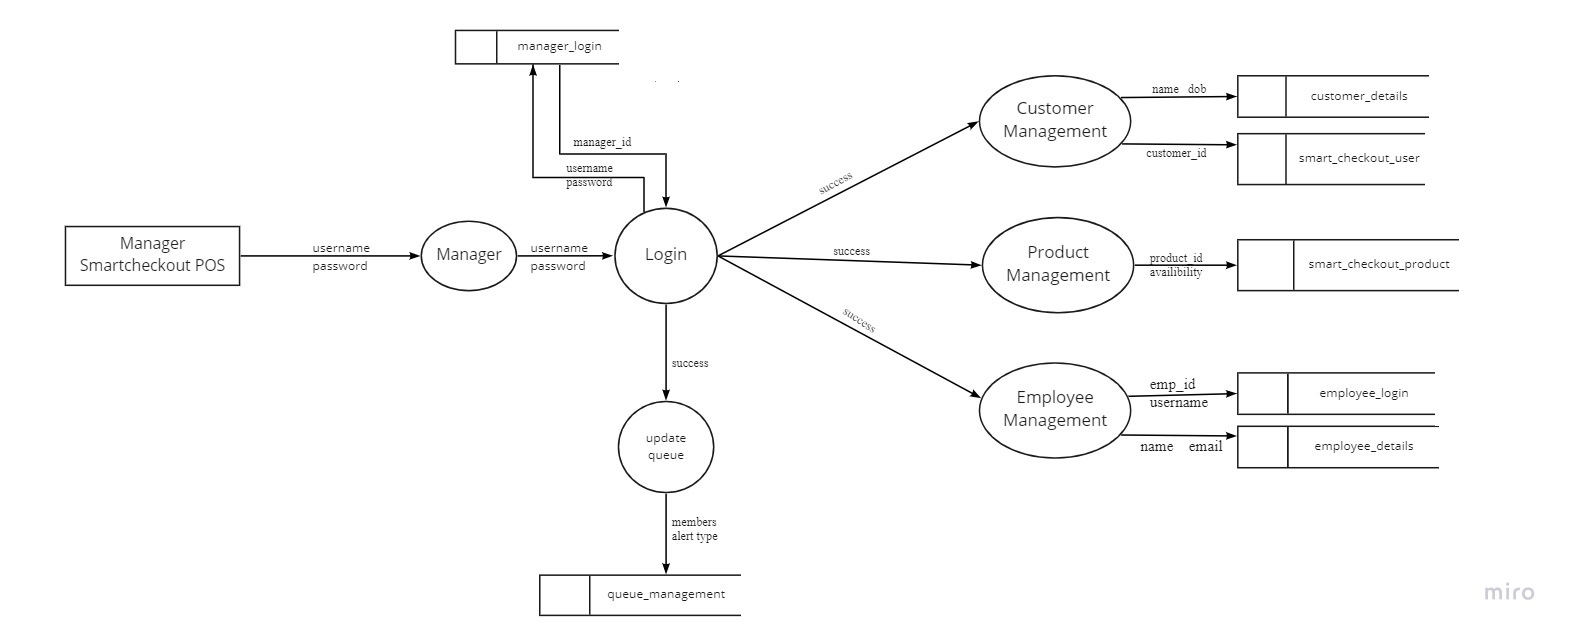 manager_login
manager_id
username
password
Manager
Smartcheckout POS
username
password
Manager
username
password
Login
success
Customer
Management
name dob
customer_details
customer_id
smart_checkout_user
success
Product
Management
product_id
availibility
smart_checkout_product
success
Employee
Management
emp_id
username
employee_login
name email
employee_details
success
update
queue
members
alert type
queue_management
miro